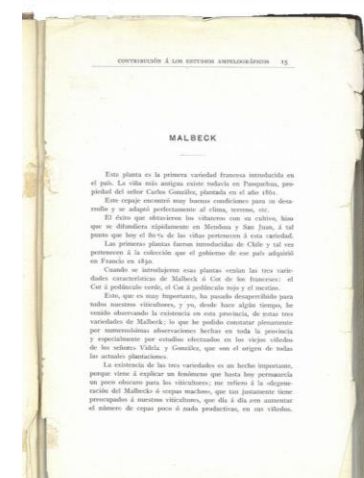 CONTRIBUCIÓN Á LOS ESTUDIOS AMPELOGRÁFICOS 15
MALBECK
Esta planta es la primera variedad francesa introducida en
el país. La viña más antigua existe todavía en Panquehua, pro-
piedad del señor Carlos González, plantada en el año 1861.
Este cepaje encontró muy buenas condiciones para su desa-
rrollo y se adaptó perfectamente al clima, terreno, etc.
El éxito que obtuvieron los viñateros con su cultivo, hizo
que se difundiera rápidamente en Mendoza y San Juan, á tal
punto que hoy el % de las viñas pertenecen á esta variedad.
Las primeras plantas fueron introducidas de Chile y tal vez
pertenecen á la colección que el gobierno de ese país adquirió
en Francia en 1850.
Cuando se introdujeron esas plantas venían las tres varie-
dades características de Malbeck ó Cot de los franceses: el
Cot á pedúnculo verde, el Cot á pedúnculo rojo y el mestizo.
Esto, que es muy importante, ha pasado desapercibido para
todos nuestros viticultores, y yo, desde hace algún tiempo, he
venido observando la existencia en esta provincia, de estas tres
variedades de Malbeck; lo que he podido constatar plenamente
por numerosísimas observaciones hechas en toda la provincia
y especialmente por estudios efectuados en los viejos viñedos
de los señores Videla y González, que son el origen de todas
las actuales plantaciones.
La existencia de las tres variedades es un hecho importante,
porque viene á explicar un fenómeno que hasta hoy permanecía
un poco obscuro para los viticultores; me refiero á la «degene-
ración del Malbeck» ó «cepas machos», que tan justamente tiene
preocupados á nuestros viticultores, que día á día ven aumentar
el número de cepas poco ó nada productivas, en sus viñedos.